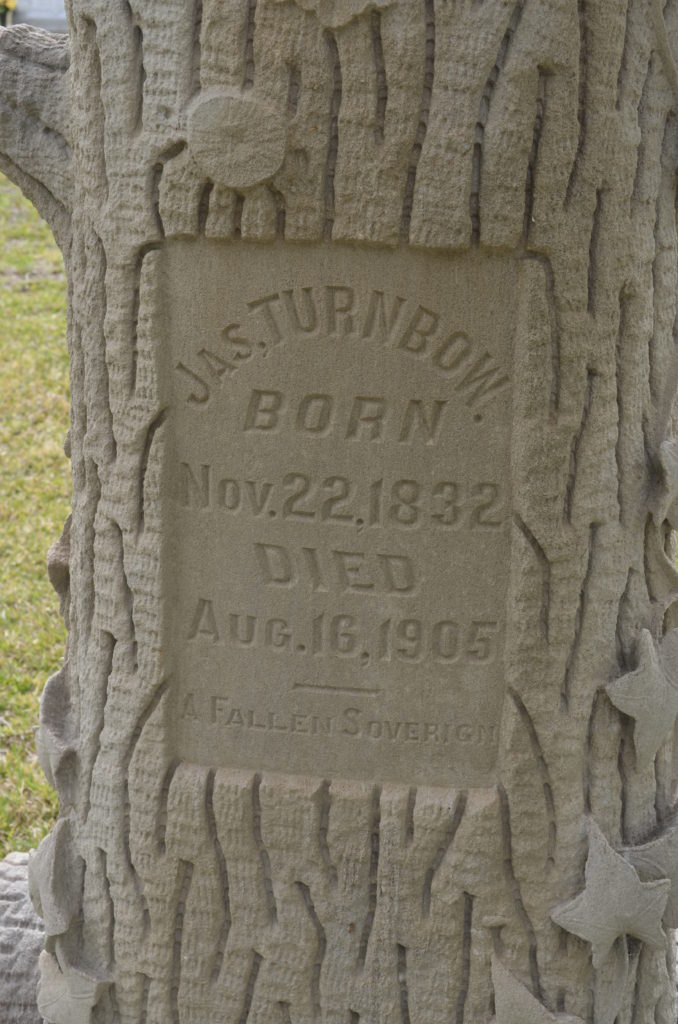 JAS, TURNBOW.
BORN
Nov. 22, 1832
DIED
AUG. 16, 1905
A FALLEN SOVERIGN